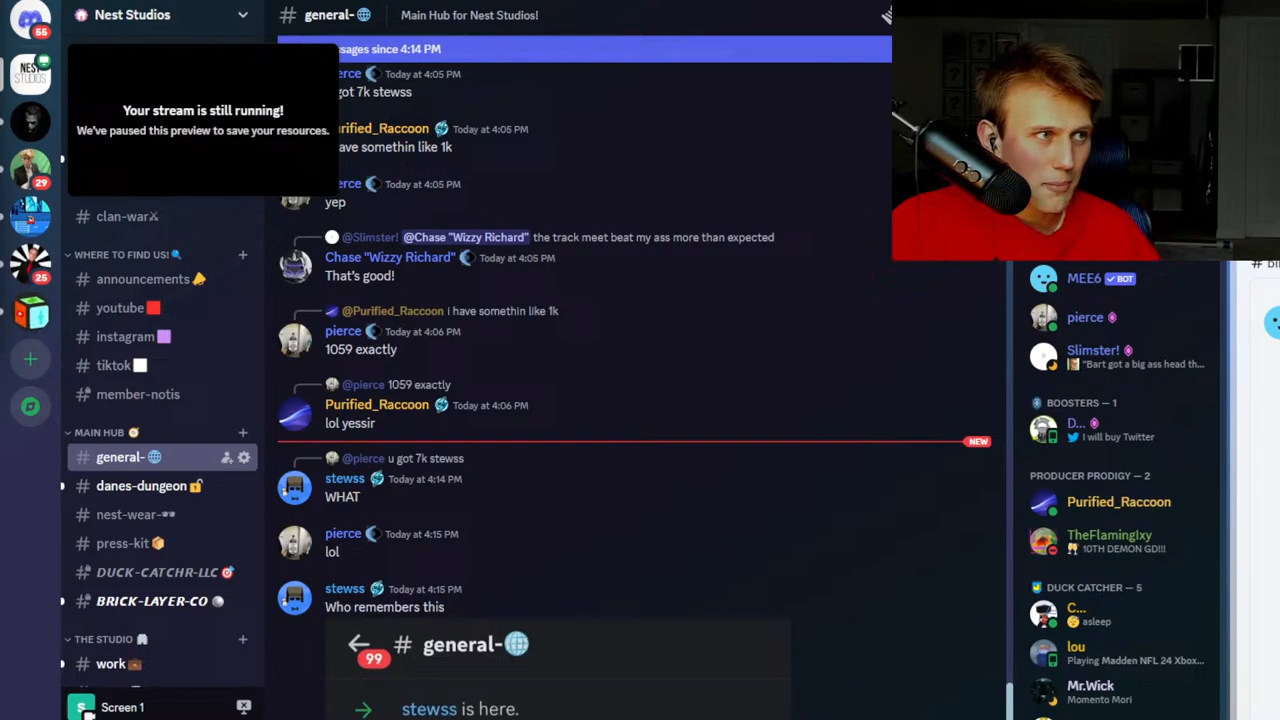 55
Nest Studios
general-
Main Hub for Nest Studios!
ssages since 4:14 PM
NEST
STUDIOS
Your stream is still running!
We've paused this preview to save your resources.
29
25
clan-war
WHERE TO FIND US!
announcements
youtube
instagram
tiktok
member-notis
MAIN HUB
general-
danes-dungeon
nest-wear-
press-kit
DUCK-CATCHR-LLC
BRICK-LAYER-CO
THE STUDIO
work
S
Screen 1
erce Today at 4:05 PM
got 7k stewss
urified_Raccoon Today at 4:05 PM
ave somethin like 1k
erce Today at 4:05 PM
yep
@Slimster! @Chase "Wizzy Richard" the track meet beat my ass more than expected
Chase "Wizzy Richard" Today at 4:05 PM
That's good!
@Purified_Raccoon i have somethin like 1k
pierce Today at 4:06 PM
1059 exactly
@pierce 1059 exactly
Purified_Raccoon Today at 4:06 PM
lol yessir
NEW
@pierce u got 7k stewss
stewss Today at 4:14 PM
WHAT
pierce Today at 4:15 PM
lol
stewss Today at 4:15 PM
Who remembers this
99
# general-
stewss is here.
MEE6 BOT
pierce
Slimster!
"Bart got a big ass head th...
BOOSTERS — 1
D...
I will buy Twitter
PRODUCER PRODIGY — 2
Purified_Raccoon
TheFlamingIxy
10TH DEMON GD!!!
DUCK CATCHER — 5
C...
asleep
lou
Playing Madden NFL 24 Xbox...
Mr.Wick
Momento Mori